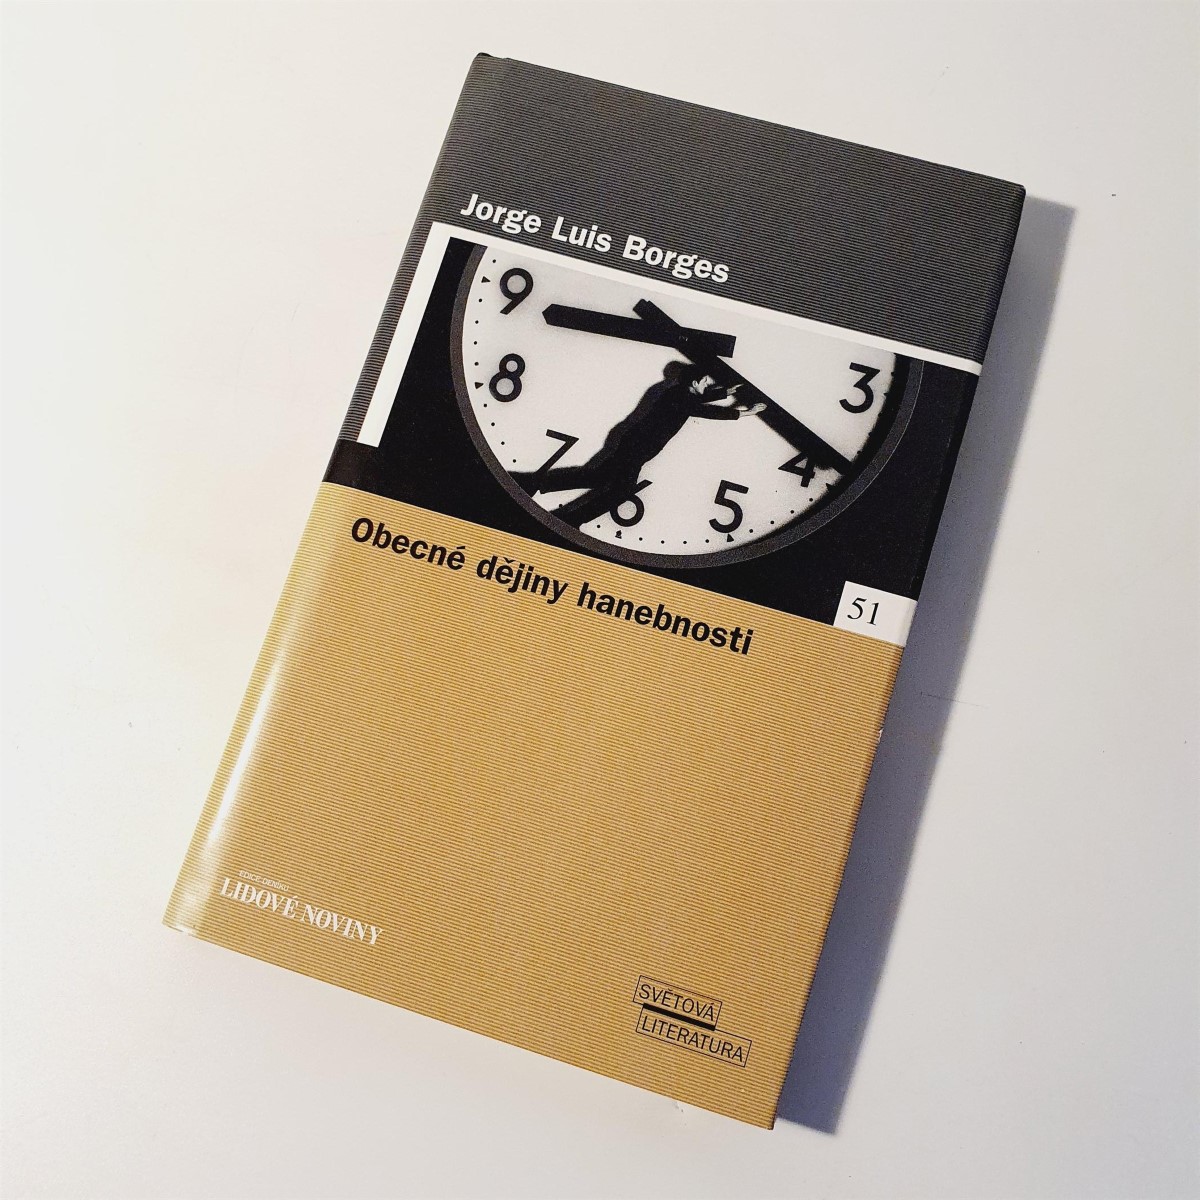 Jorge Luis Borges
9
3
8
4
7
6
5
51
Obecné dějiny hanebnosti
EDICE DENÍKU
LIDOVÉ NOVINY
SVĚTOVÁ
LITERATURA